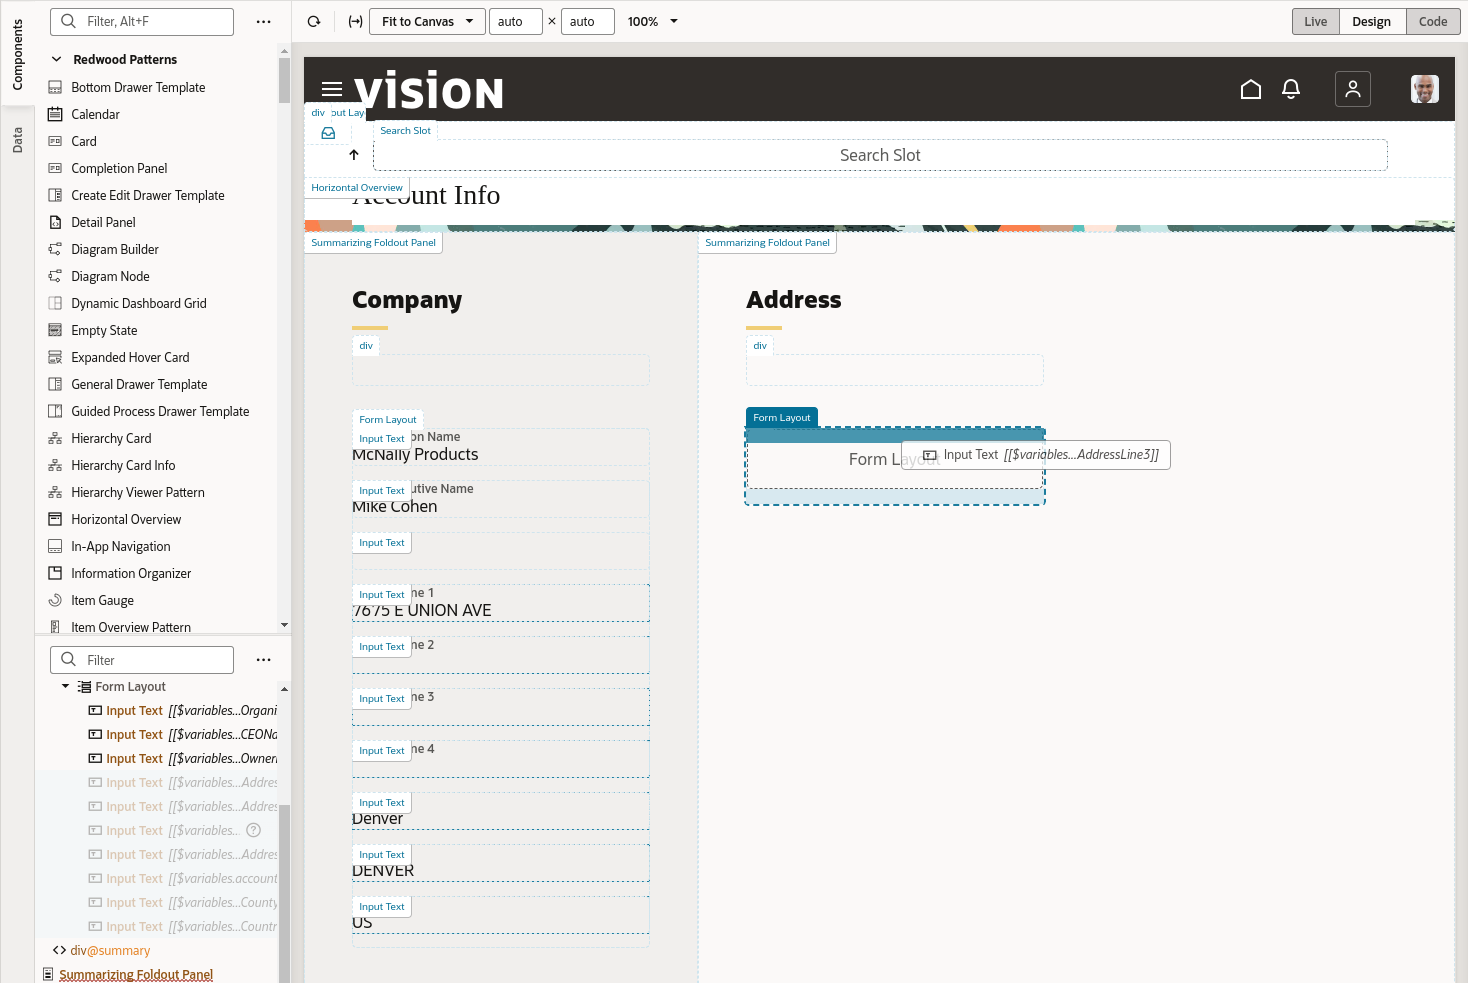 Components
Data
Filter, Alt+F
Redwood Patterns
Bottom Drawer Template
Calendar
Card
Completion Panel
Create Edit Drawer Template
Detail Panel
Diagram Builder
Diagram Node
Dynamic Dashboard Grid
Empty State
Expanded Hover Card
General Drawer Template
Guided Process Drawer Template
Hierarchy Card
Hierarchy Card Info
Hierarchy Viewer Pattern
Horizontal Overview
In-App Navigation
Information Organizer
Item Gauge
Item Overview Pattern
Filter
Form Layout
Input Text [[$variables...Organi
Input Text [[$variables...CEONa
Input Text [[$variables...Owner
Input Text [[$variables...Addres
Input Text [[$variables...Addres
Input Text [[$variables...
Input Text [[$variables...Addres
Input Text [[$variables.account
Input Text [[$variables...County
Input Text [[$variables...Countr
div@summary
Summarizing Foldout Panel
Fit to Canvas
auto × auto
100%
Live Design Code
vision
div out Lay
Search Slot
Search Slot
Horizontal Overview
Account Info
Summarizing Foldout Panel
Company
div
Form Layout
Input Text on Name
McNally Products
Input Text utive Name
Mike Cohen
Input Text
Input Text ne 1
7675 E UNION AVE
Input Text ne 2
Input Text ne 3
Input Text ne 4
Input Text
Denver
Input Text
DENVER
Input Text
US
Summarizing Foldout Panel
Address
div
Form Layout
Form Layout
Input Text [[$variables...AddressLine3]]